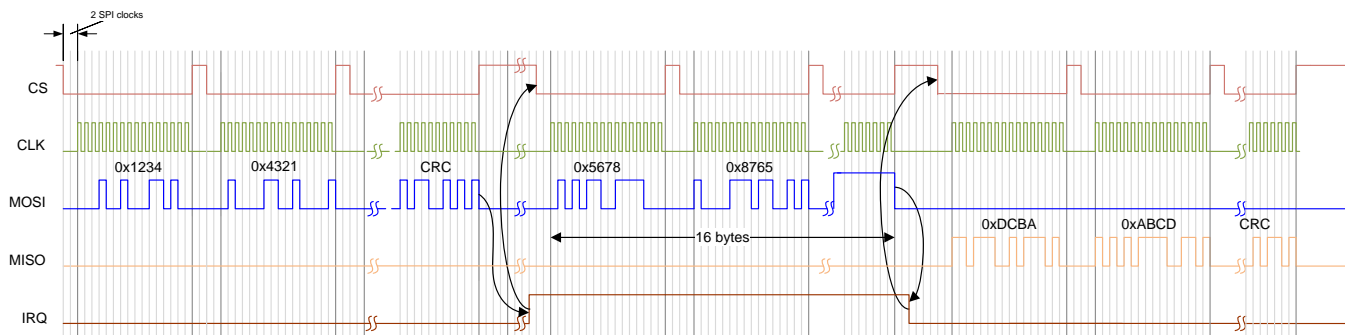 2 SPI clocks
CS
CLK
0x1234
0x4321
CRC
0x5678
0x8765
MOSI
16 bytes
0xDCBA
0xABCD
CRC
MISO
IRQ